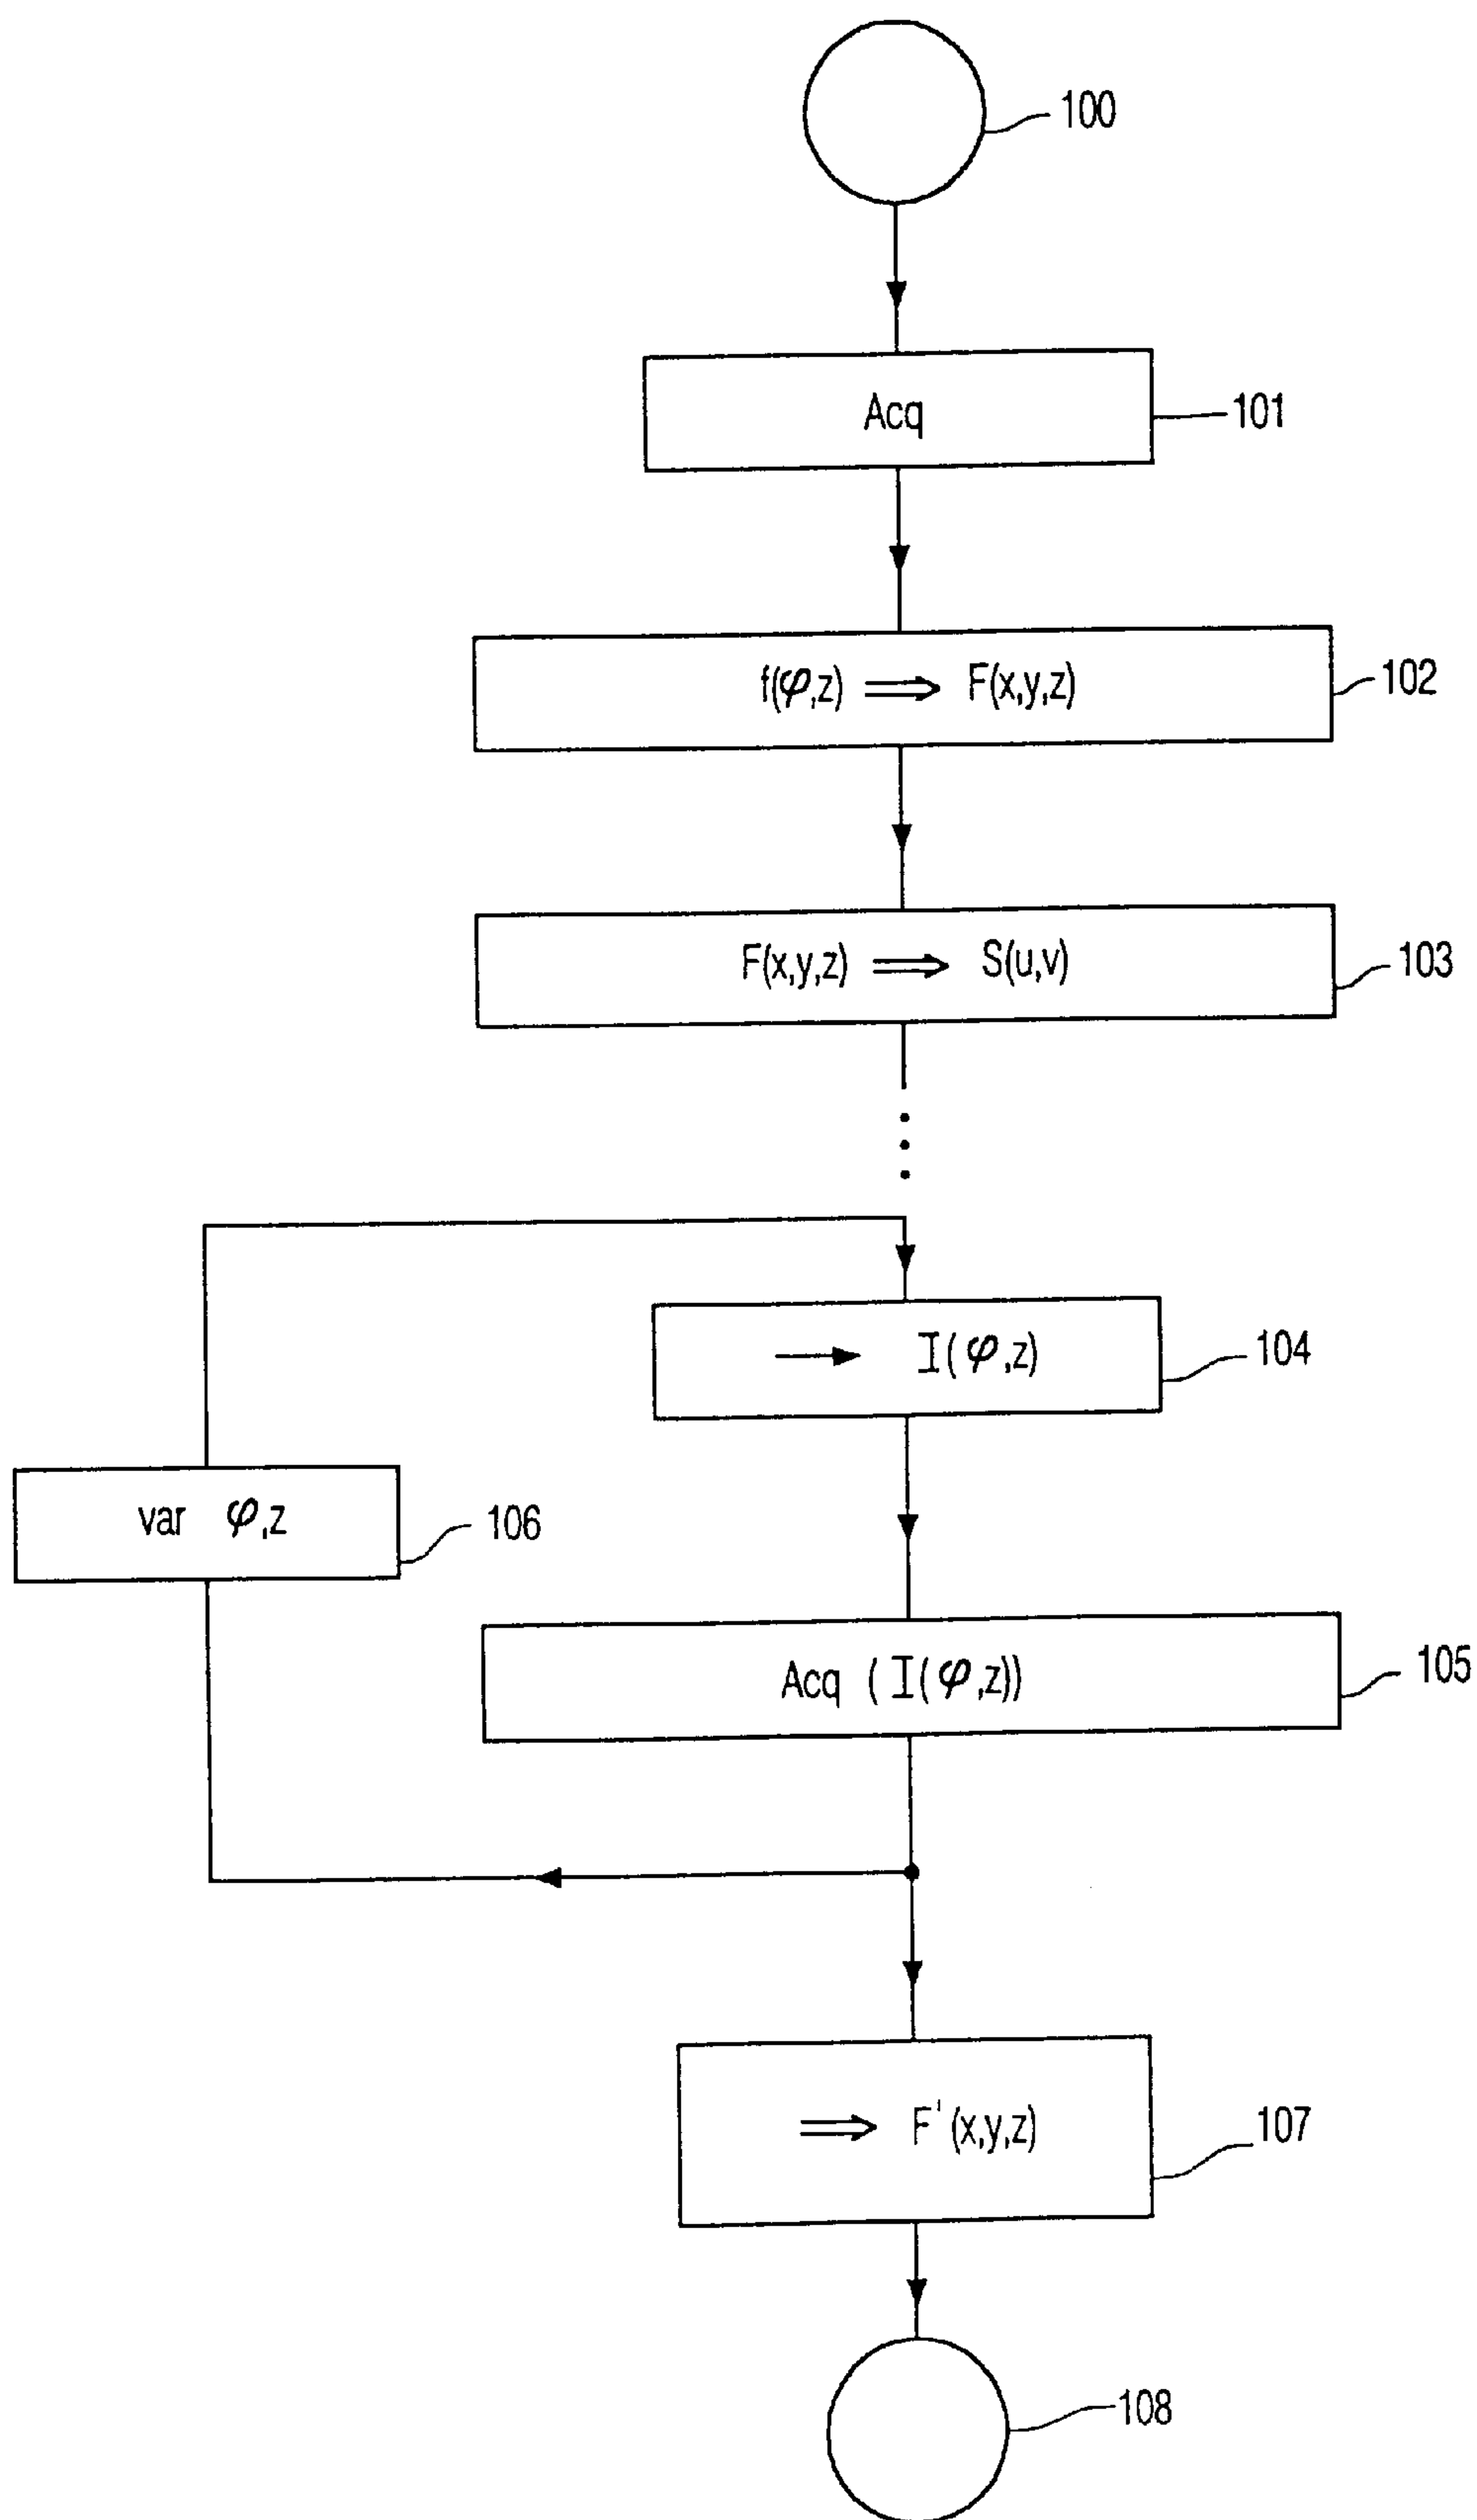 100
Acq
101
f(φ,z) ⟹ F(x,y,z)
102
F(x,y,z) ⟹ S(u,v)
103
→ I(φ,z)
104
var φ,z
106
Acq (I(φ,z))
105
⟹ F'(x,y,z)
107
108